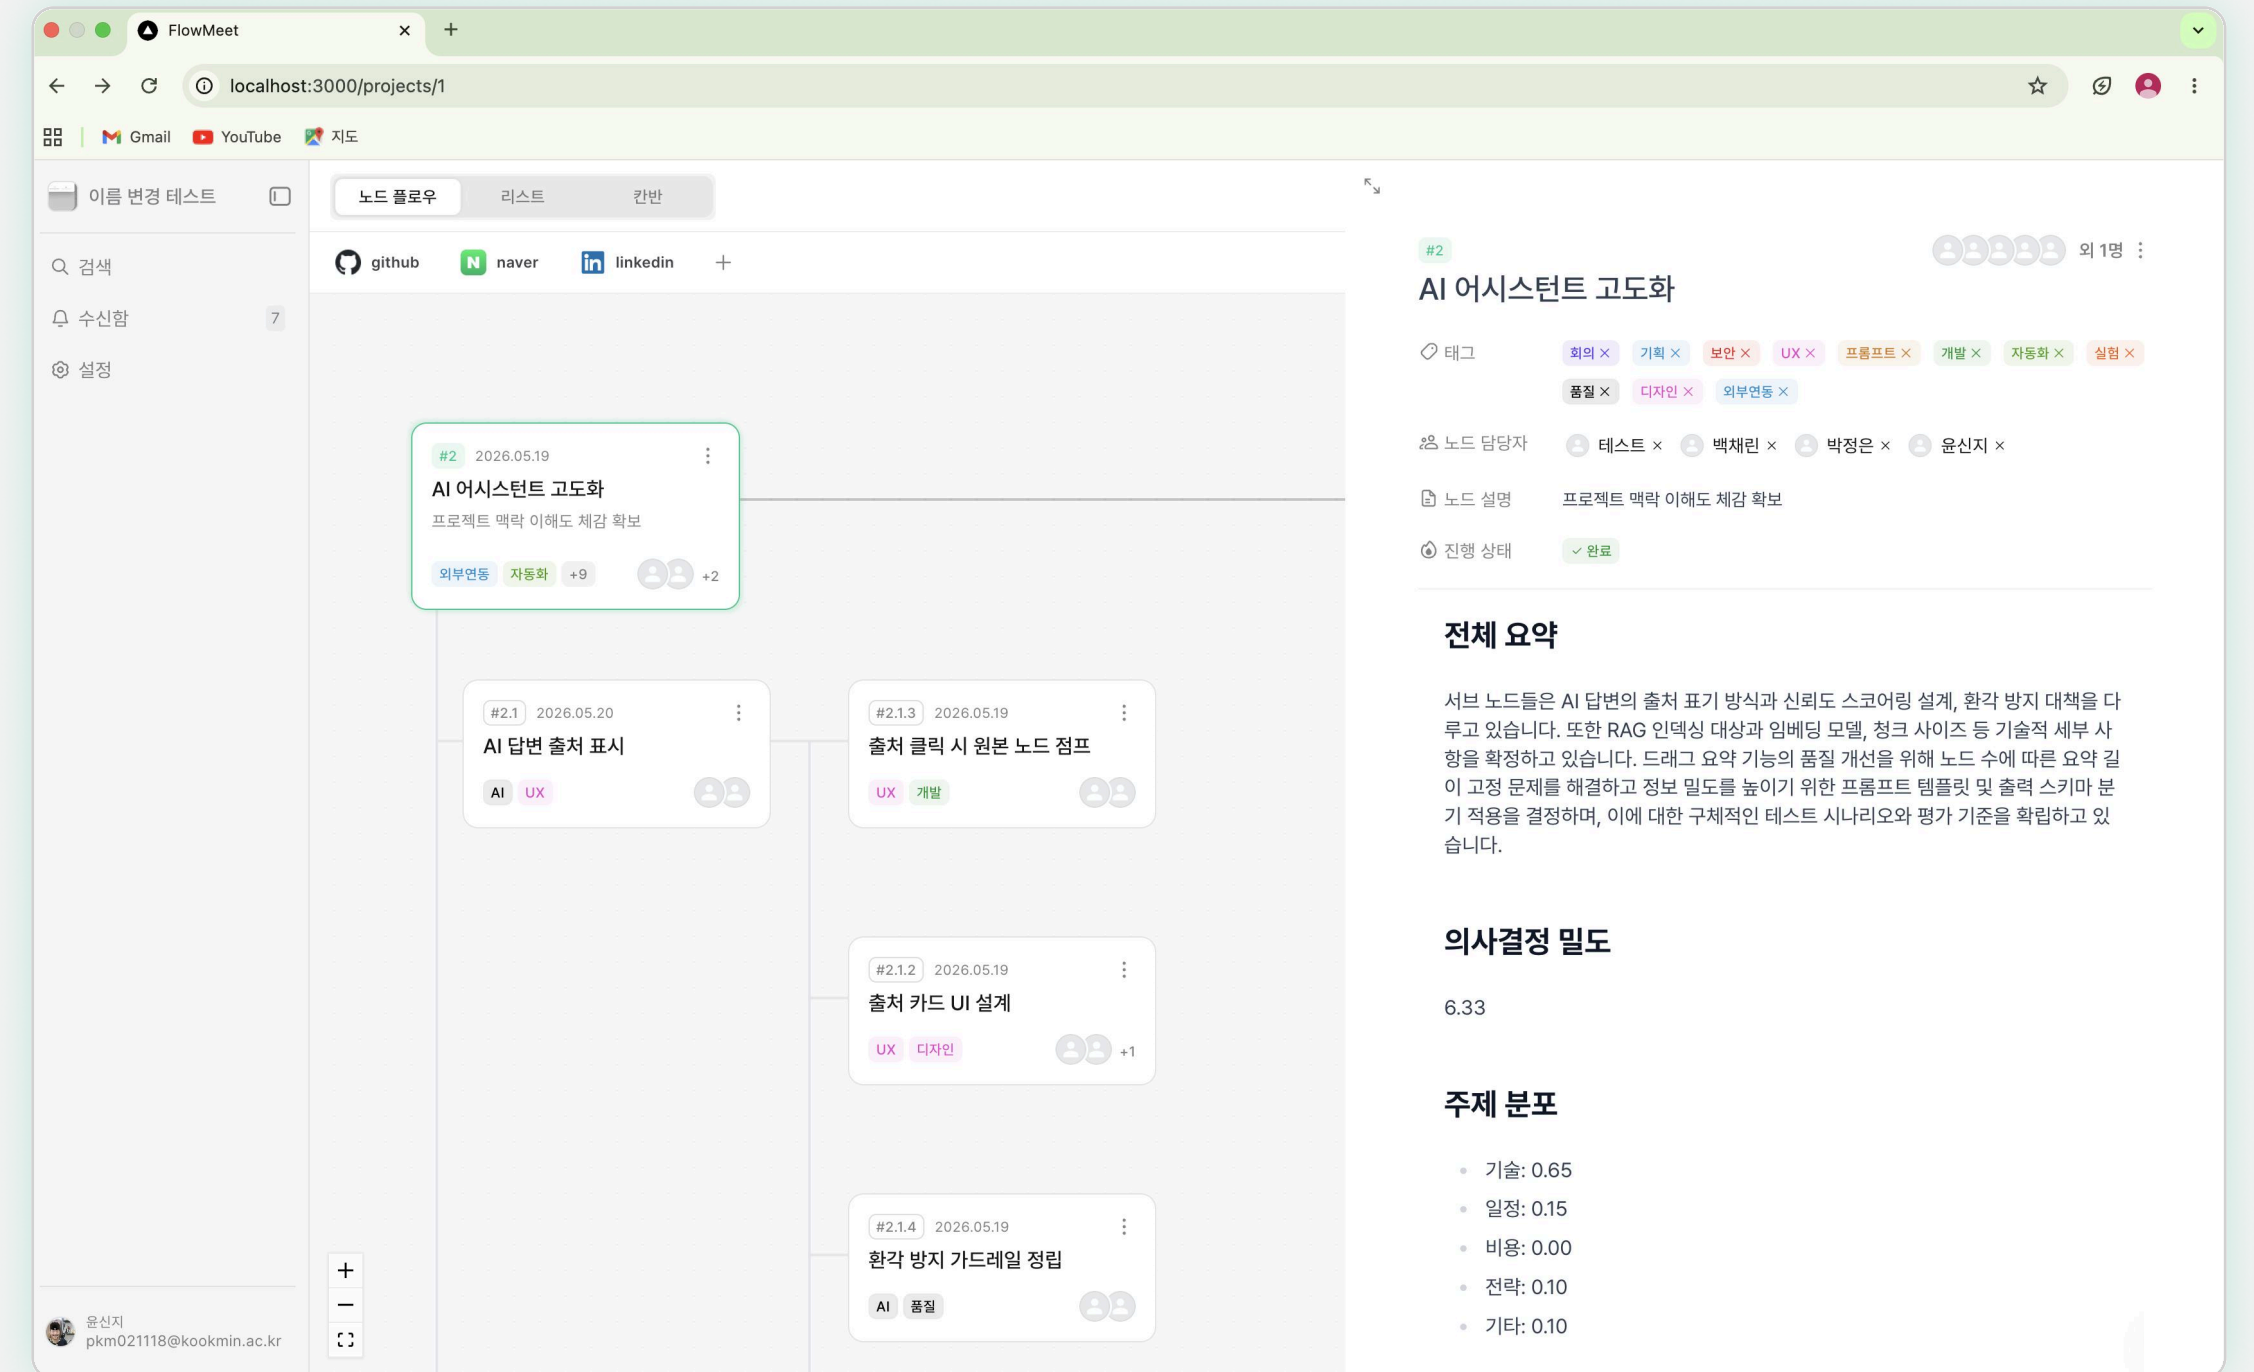 FlowMeet
localhost:3000/projects/1
Gmail
YouTube
지도
이름 변경 테스트
검색
수신함 7
설정
윤신지
pkm021118@kookmin.ac.kr
노드 플로우
리스트
칸반
github
naver
linkedin
#2 2026.05.19
AI 어시스턴트 고도화
프로젝트 맥락 이해도 체감 확보
외부연동 자동화 +9 +2
#2.1 2026.05.20
AI 답변 출처 표시
AI UX
#2.1.3 2026.05.19
출처 클릭 시 원본 노드 점프
UX 개발
#2.1.2 2026.05.19
출처 카드 UI 설계
UX 디자인 +1
#2.1.4 2026.05.19
환각 방지 가드레일 정립
AI 품질
#2
외 1명
AI 어시스턴트 고도화
태그
회의 기획 보안 UX 프롬프트 개발 자동화 실험
품질 디자인 외부연동
노드 담당자 테스트 백채린 박정은 윤신지
노드 설명 프로젝트 맥락 이해도 체감 확보
진행 상태 완료
전체 요약
서브 노드들은 AI 답변의 출처 표기 방식과 신뢰도 스코어링 설계, 환각 방지 대책을 다
루고 있습니다. 또한 RAG 인덱싱 대상과 임베딩 모델, 청크 사이즈 등 기술적 세부 사
항을 확정하고 있습니다. 드래그 요약 기능의 품질 개선을 위해 노드 수에 따른 요약 길
이 고정 문제를 해결하고 정보 밀도를 높이기 위한 프롬프트 템플릿 및 출력 스키마 분
기 적용을 결정하며, 이에 대한 구체적인 테스트 시나리오와 평가 기준을 확립하고 있
습니다.
의사결정 밀도
6.33
주제 분포
기술: 0.65
일정: 0.15
비용: 0.00
전략: 0.10
기타: 0.10